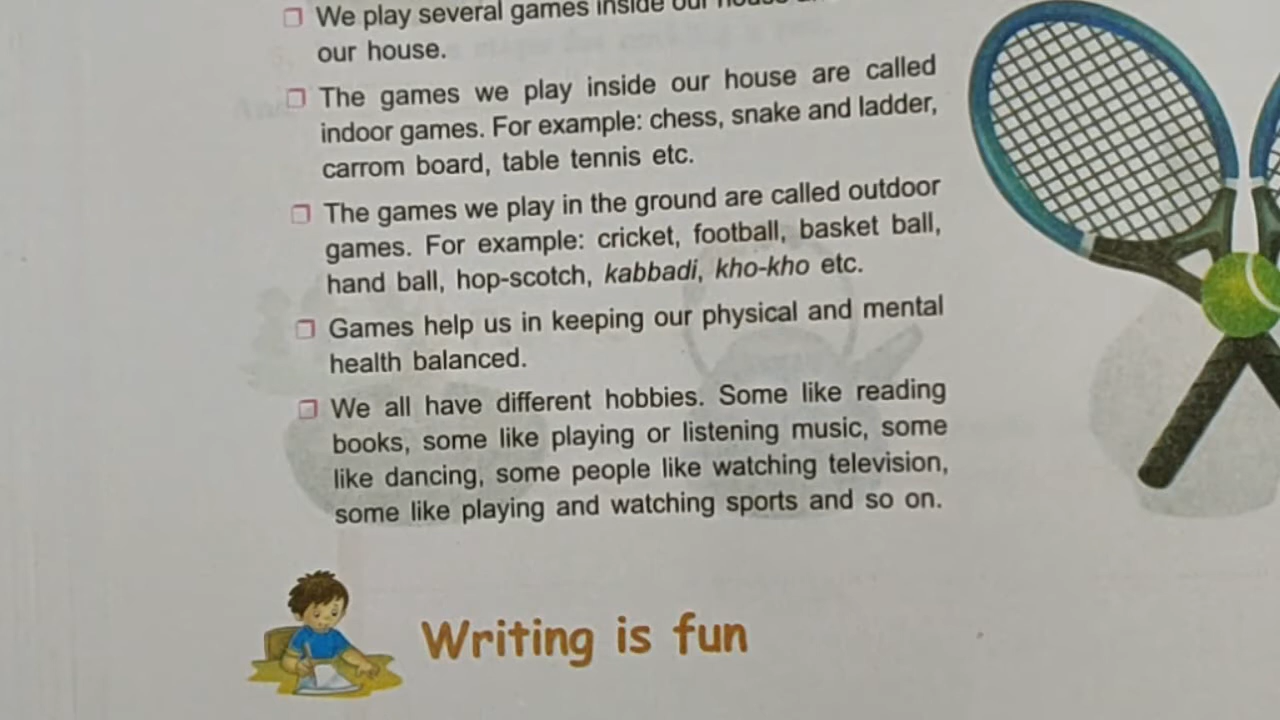 ❐ We play several games inside our house
our house.
❐ The games we play inside our house are called
indoor games. For example: chess, snake and ladder,
carrom board, table tennis etc.
❐ The games we play in the ground are called outdoor
games. For example: cricket, football, basket ball,
hand ball, hop-scotch, kabbadi, kho-kho etc.
❐ Games help us in keeping our physical and mental
health balanced.
❐ We all have different hobbies. Some like reading
books, some like playing or listening music, some
like dancing, some people like watching television,
some like playing and watching sports and so on.
Writing is fun